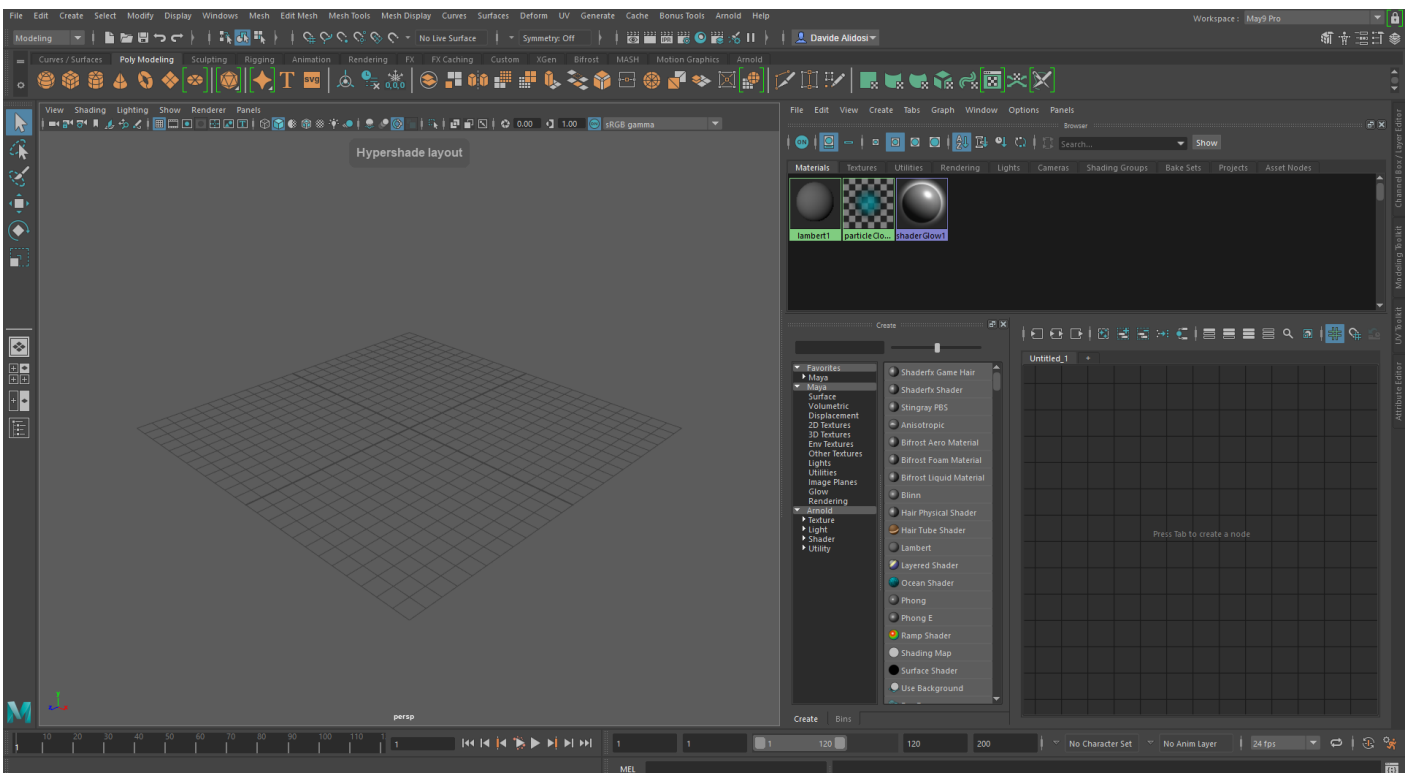 File Edit Create Select Modify Display Windows Mesh Edit Mesh Mesh Tools Mesh Display Curves Surfaces Deform UV Generate Cache Bonus Tools Arnold Help
Workspace : May9 Pro
Modeling
No Live Surface
Symmetry: Off
Davide Alidosi
Curves / Surfaces Poly Modeling Sculpting Rigging Animation Rendering FX FX Caching Custom XGen Bifrost MASH Motion Graphics Arnold
T
SVG
0,0,0
View Shading Lighting Show Renderer Panels
0.00
1.00
sRGB gamma
Hypershade layout
persp
File Edit View Create Tabs Graph Window Options Panels
Browser
ON
Search...
Show
Materials Textures Utilities Rendering Lights Cameras Shading Groups Bake Sets Projects Asset Nodes
lambert1
particleClo...
shaderGlow1
Create
Favorites
Maya
Maya
Surface
Volumetric
Displacement
2D Textures
3D Textures
Env Textures
Other Textures
Lights
Utilities
Image Planes
Glow
Rendering
Arnold
Texture
Light
Shader
Utility
Shaderfx Game Hair
Shaderfx Shader
Stingray PBS
Anisotropic
Bifrost Aero Material
Bifrost Foam Material
Bifrost Liquid Material
Blinn
Hair Physical Shader
Hair Tube Shader
Lambert
Layered Shader
Ocean Shader
Phong
Phong E
Ramp Shader
Shading Map
Surface Shader
Use Background
Create Bins
Untitled_1 +
Press Tab to create a node
Channel Box / Layer Editor
Modeling Toolkit
UV Toolkit
Attribute Editor
10 20 30 40 50 60 70 80 90 100 110
1
1
1
1
1
120
120
200
No Character Set
No Anim Layer
24 fps
MEL